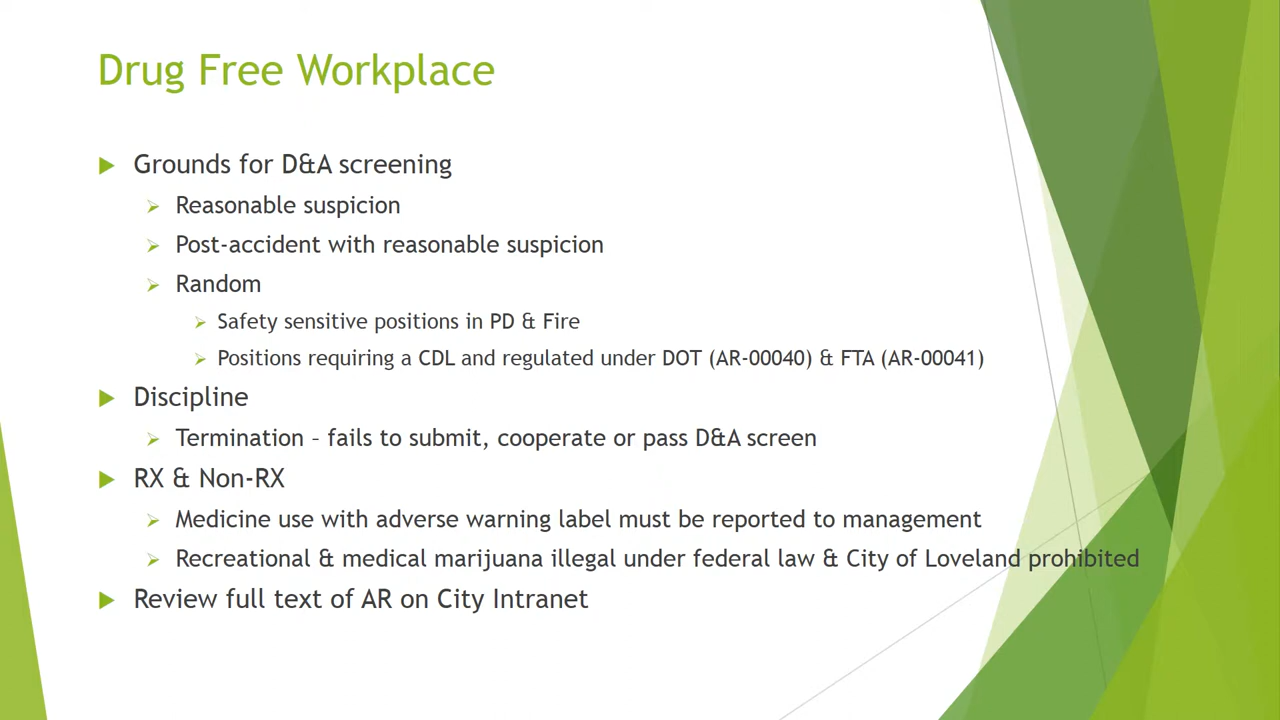 Drug Free Workplace
Grounds for D&A screening
Reasonable suspicion
Post-accident with reasonable suspicion
Random
Safety sensitive positions in PD & Fire
Positions requiring a CDL and regulated under DOT (AR-00040) & FTA (AR-00041)
Discipline
Termination – fails to submit, cooperate or pass D&A screen
RX & Non-RX
Medicine use with adverse warning label must be reported to management
Recreational & medical marijuana illegal under federal law & City of Loveland prohibited
Review full text of AR on City Intranet